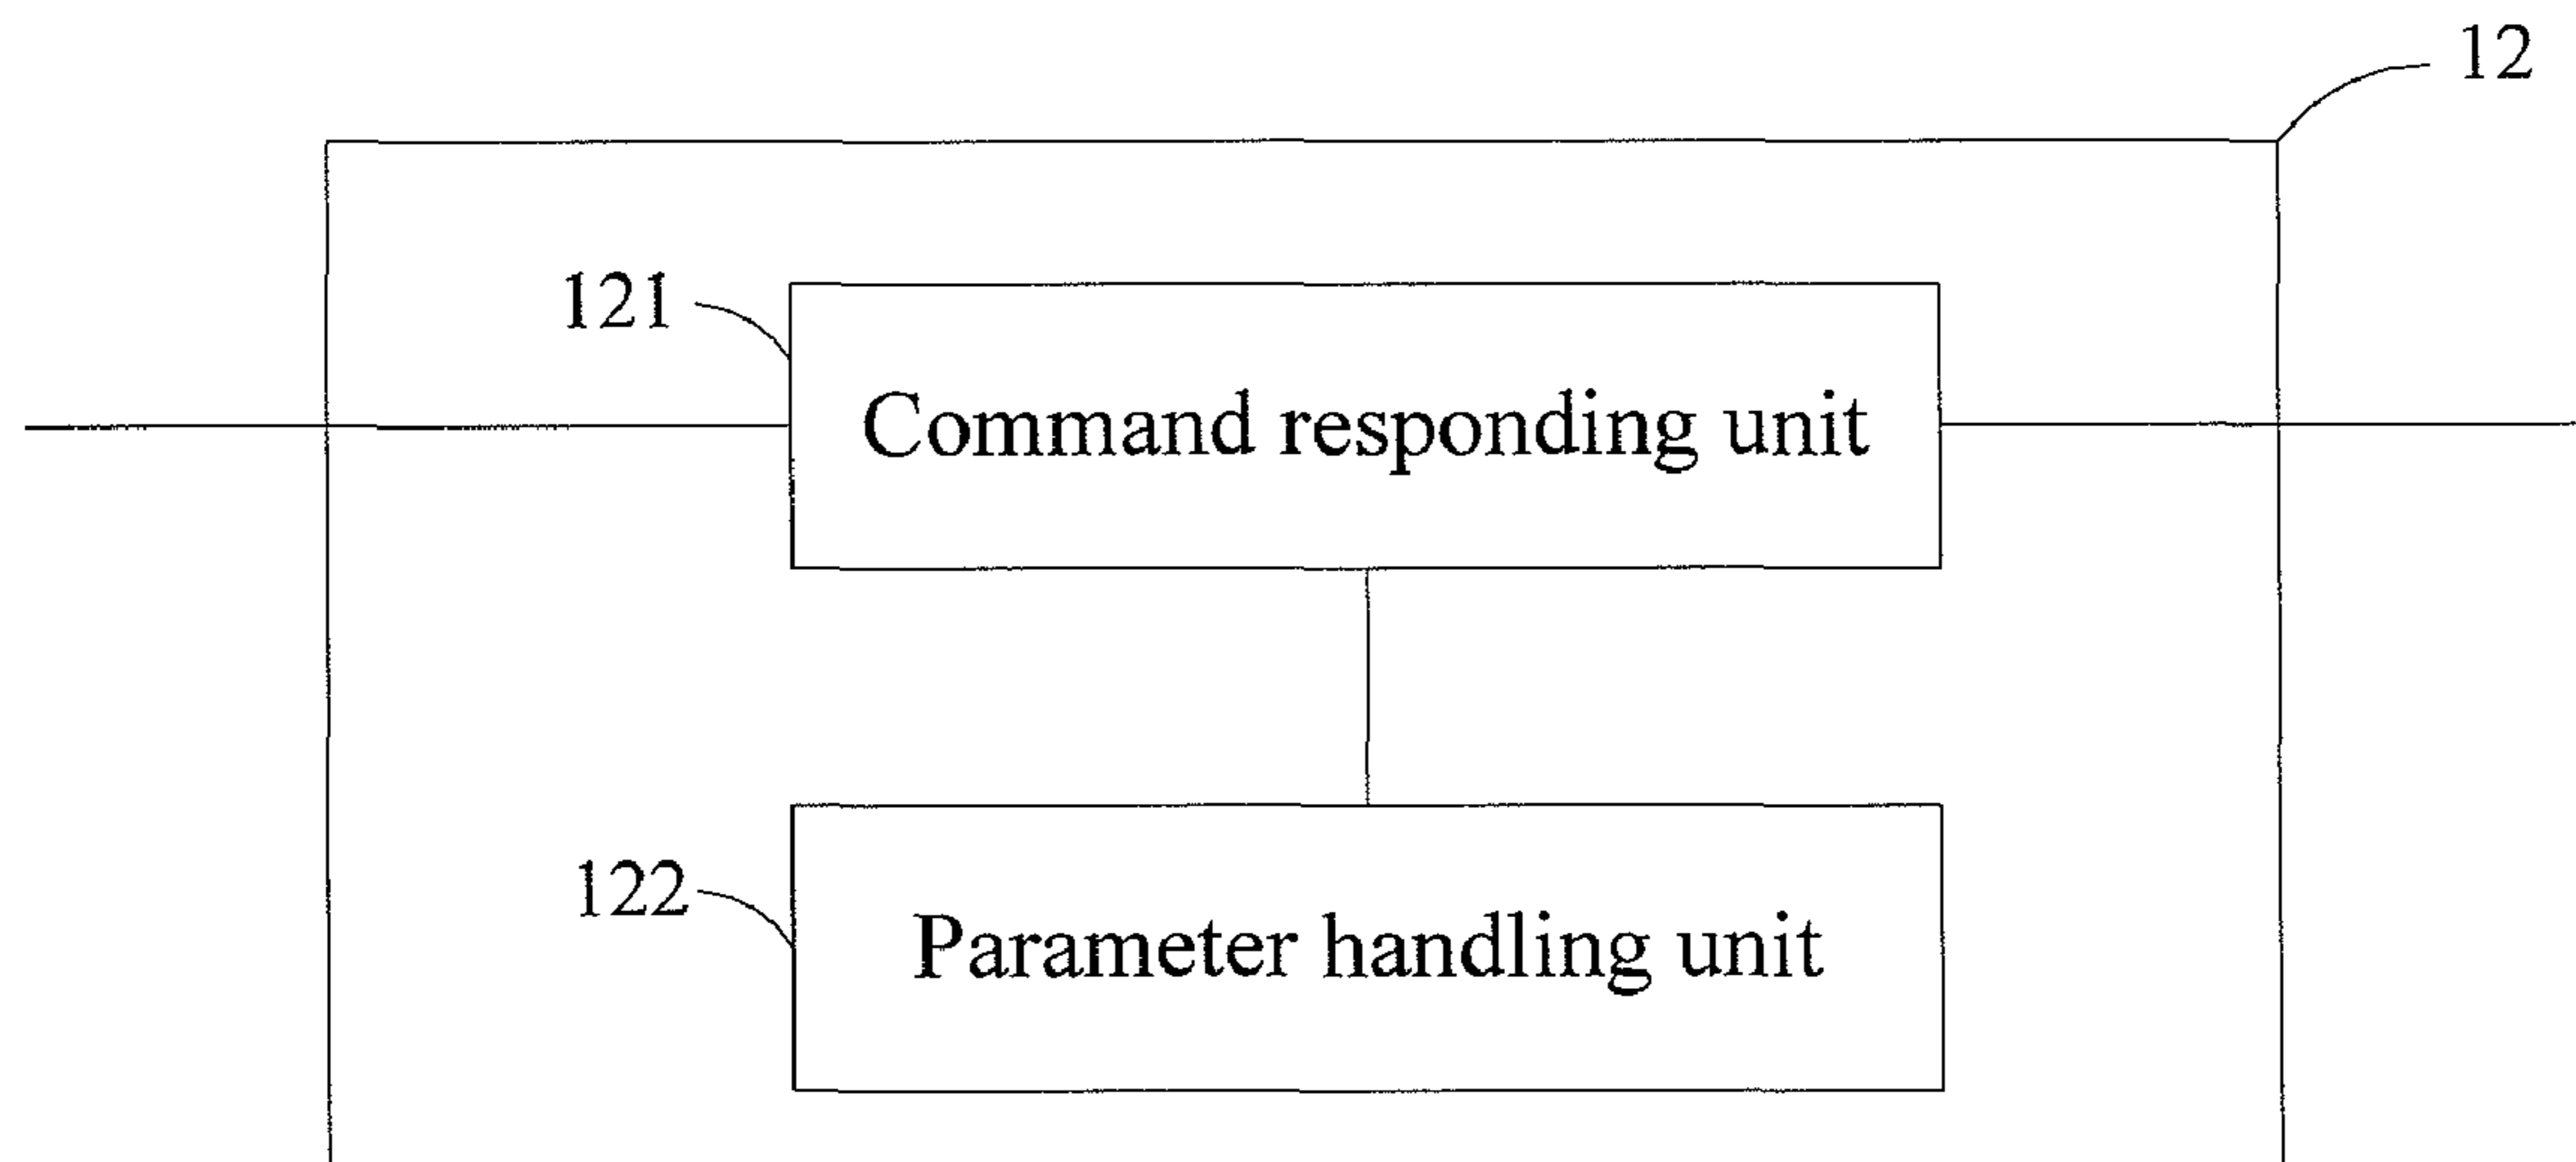 12
121
Command responding unit
122
Parameter handling unit